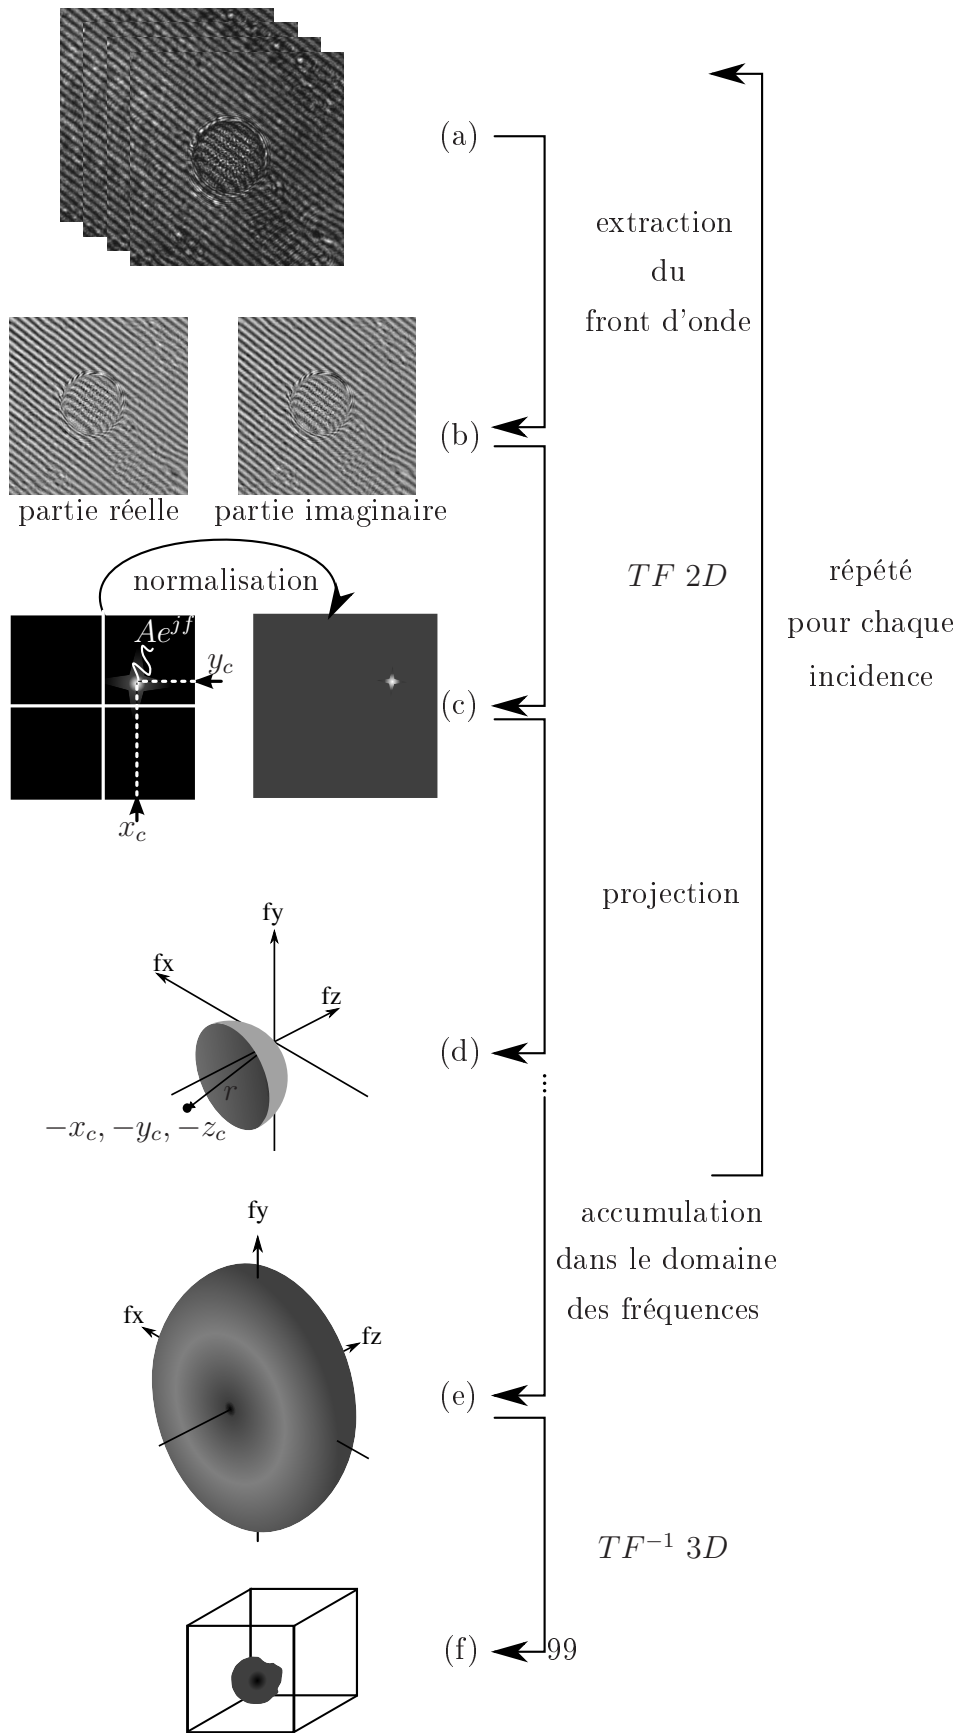 (a)
extraction
du
front d'onde
(b)
partie réelle
partie imaginaire
normalisation
TF 2D
répété
pour chaque
incidence
Ae^{jf}
y_c
(c)
x_c
projection
fy
fx
fz
(d)
r
−x_c, −y_c, −z_c
accumulation
dans le domaine
des fréquences
fy
fx
fz
(e)
TF^{−1} 3D
(f)
99